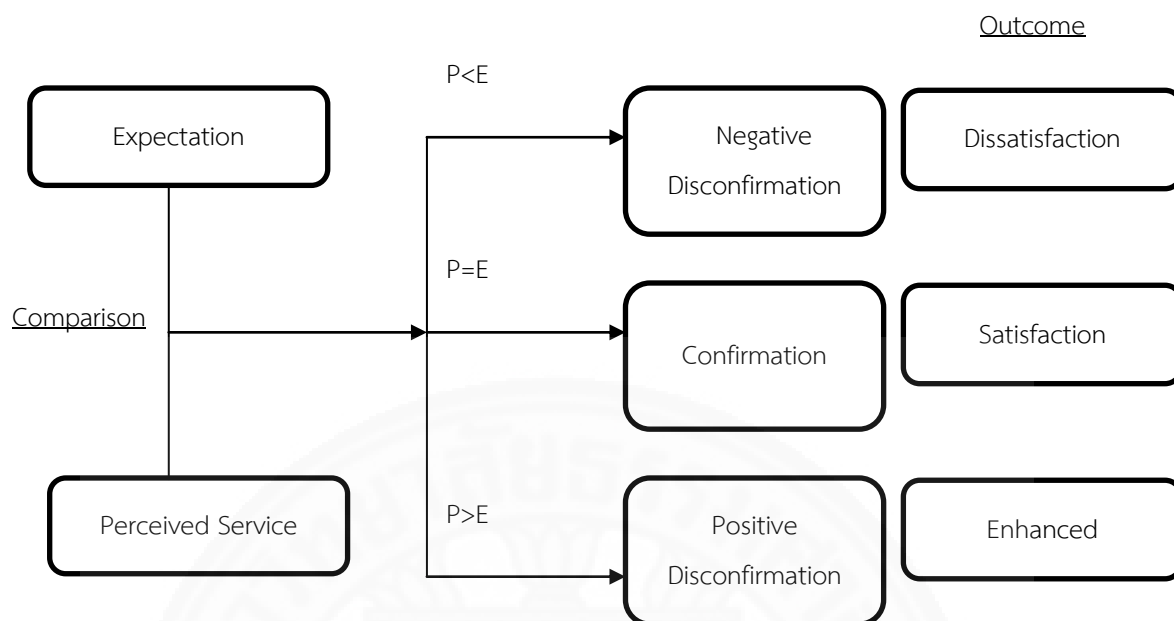 Outcome
P<E
Expectation
Negative
Disconfirmation
Dissatisfaction
P=E
Comparison
Confirmation
Satisfaction
Perceived Service
P>E
Positive
Disconfirmation
Enhanced